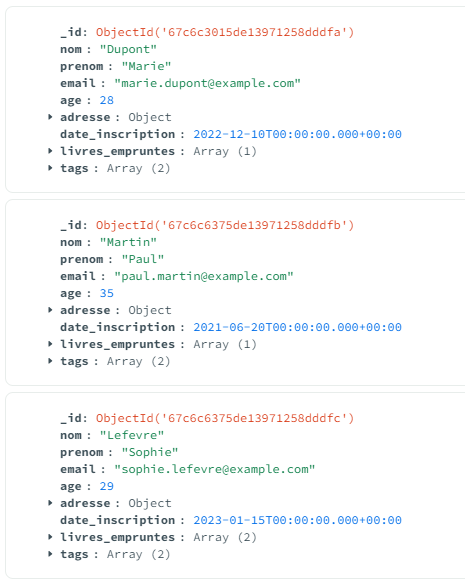 _id: ObjectId('67c6c3015de13971258dddfa')
nom : "Dupont"
prenom : "Marie"
email : "marie.dupont@example.com"
age : 28
adresse : Object
date_inscription : 2022-12-10T00:00:00.000+00:00
livres_empruntes : Array (1)
tags : Array (2)
_id: ObjectId('67c6c6375de13971258dddfb')
nom : "Martin"
prenom : "Paul"
email : "paul.martin@example.com"
age : 35
adresse : Object
date_inscription : 2021-06-20T00:00:00.000+00:00
livres_empruntes : Array (1)
tags : Array (2)
_id: ObjectId('67c6c6375de13971258dddfc')
nom : "Lefevre"
prenom : "Sophie"
email : "sophie.lefevre@example.com"
age : 29
adresse : Object
date_inscription : 2023-01-15T00:00:00.000+00:00
livres_empruntes : Array (2)
tags : Array (2)